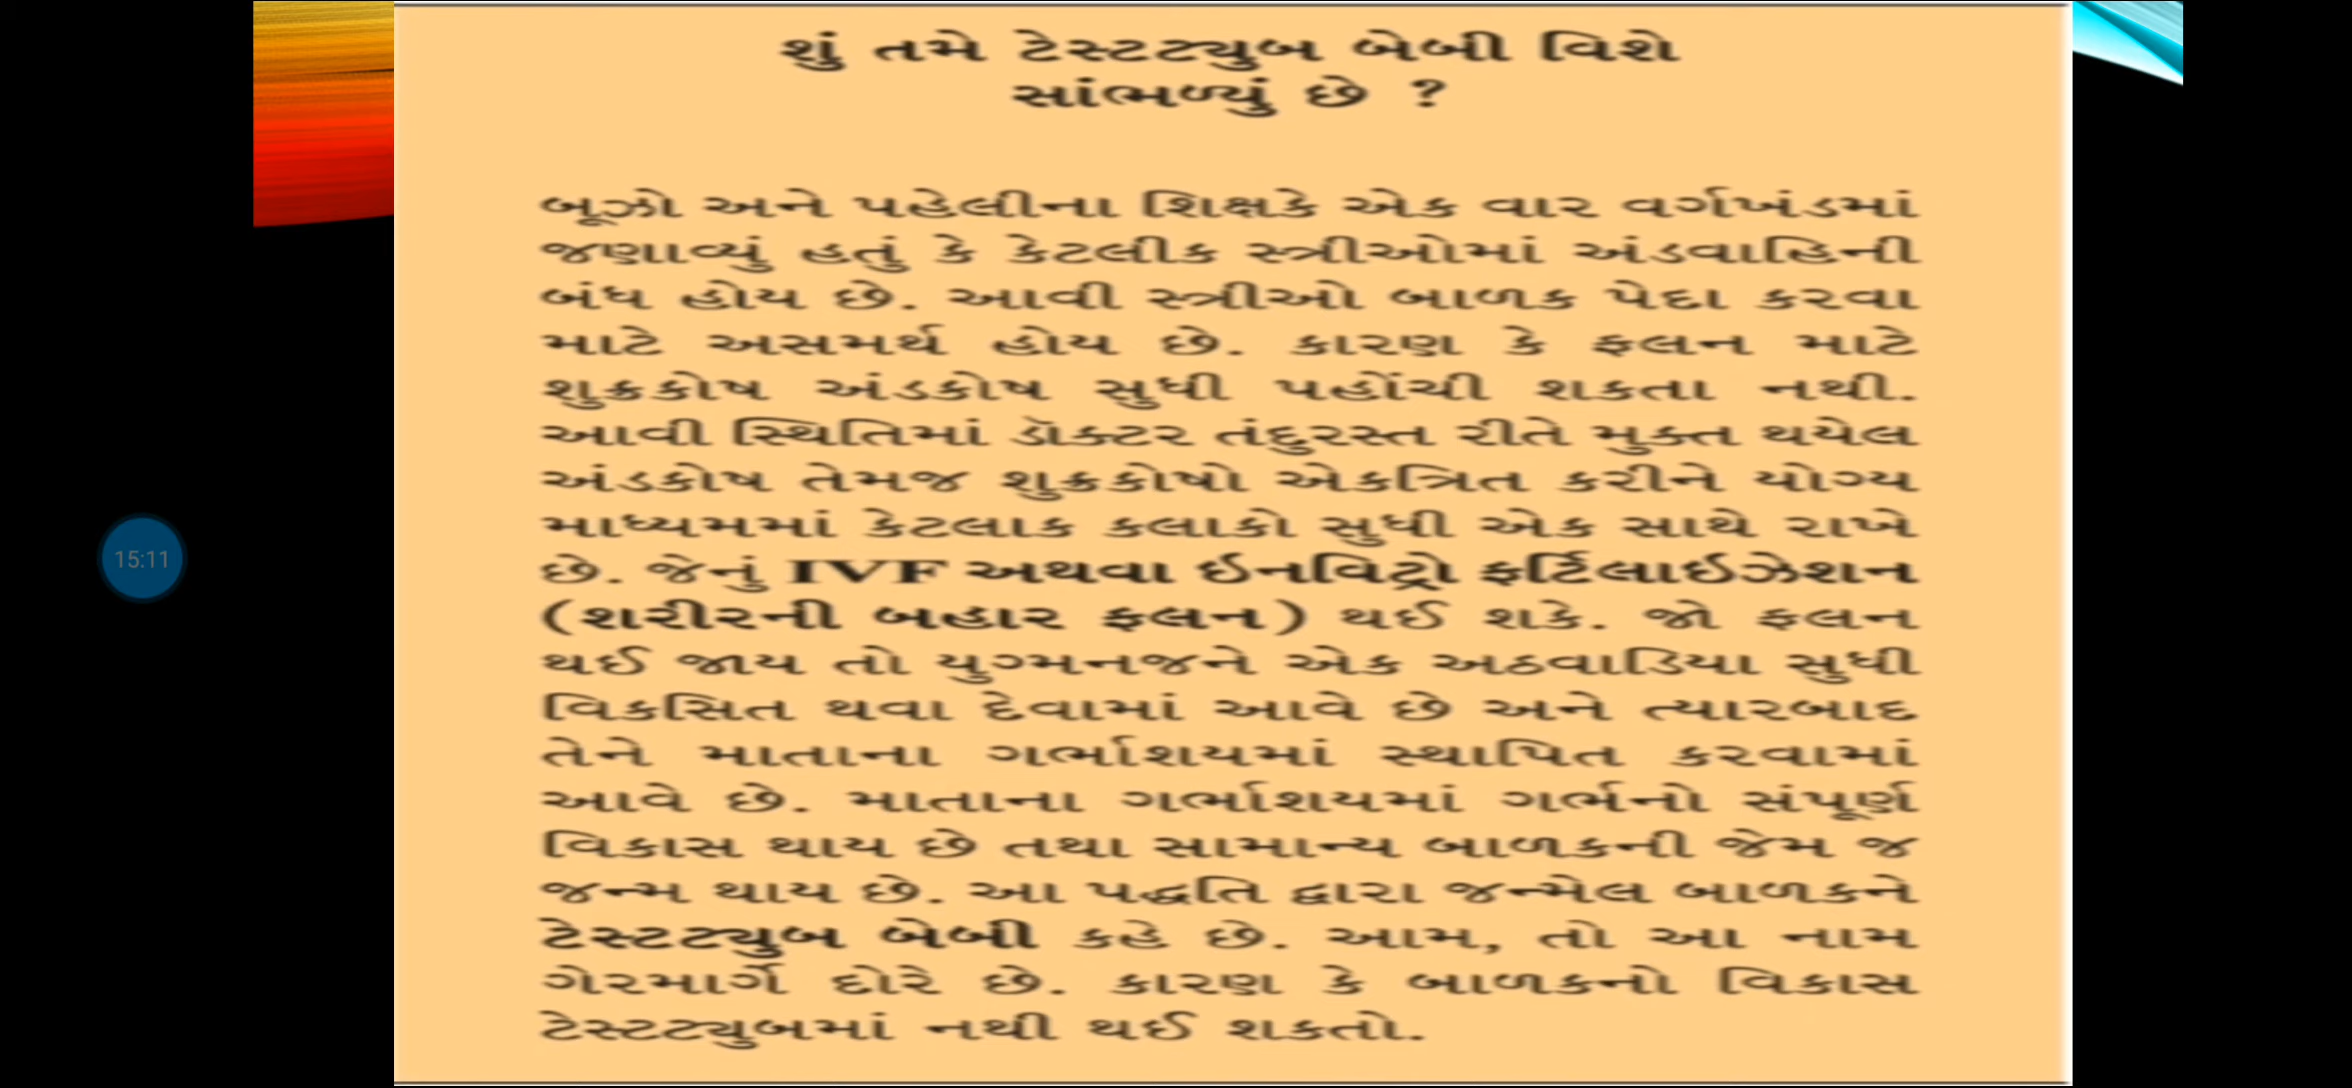 શું તમે ટેસ્ટટ્યુબ બેબી વિશે
સાંભળ્યું છે ?
બૂઝો અને પહેલીના શિક્ષકે એક વાર વર્ગખંડમાં
જણાવ્યું હતું કે કેટલીક સ્ત્રીઓમાં અંડવાહિની
બંધ હોય છે. આવી સ્ત્રીઓ બાળક પેદા કરવા
માટે અસમર્થ હોય છે. કારણ કે ફલન માટે
શુક્રકોષ અંડકોષ સુધી પહોંચી શકતા નથી.
આવી સ્થિતિમાં ડૉક્ટર તંદુરસ્ત રીતે મુક્ત થયેલ
અંડકોષ તેમજ શુક્રકોષો એકત્રિત કરીને યોગ્ય
માધ્યમમાં કેટલાક કલાકો સુધી એક સાથે રાખે
છે. જેનું IVF અથવા ઈનવિટ્રો ફર્ટિલાઈઝેશન
(શરીરની બહાર ફલન) થઈ શકે. જો ફલન
થઈ જાય તો યુગ્મનજને એક અઠવાડિયા સુધી
વિકસિત થવા દેવામાં આવે છે અને ત્યારબાદ
તેને માતાના ગર્ભાશયમાં સ્થાપિત કરવામાં
આવે છે. માતાના ગર્ભાશયમાં ગર્ભનો સંપૂર્ણ
વિકાસ થાય છે તથા સામાન્ય બાળકની જેમ જ
જન્મ થાય છે. આ પદ્ધતિ દ્વારા જન્મેલ બાળકને
ટેસ્ટટ્યુબ બેબી કહે છે. આમ, તો આ નામ
ગેરમાર્ગે દોરે છે. કારણ કે બાળકનો વિકાસ
ટેસ્ટટ્યુબમાં નથી થઈ શકતો.
15:11